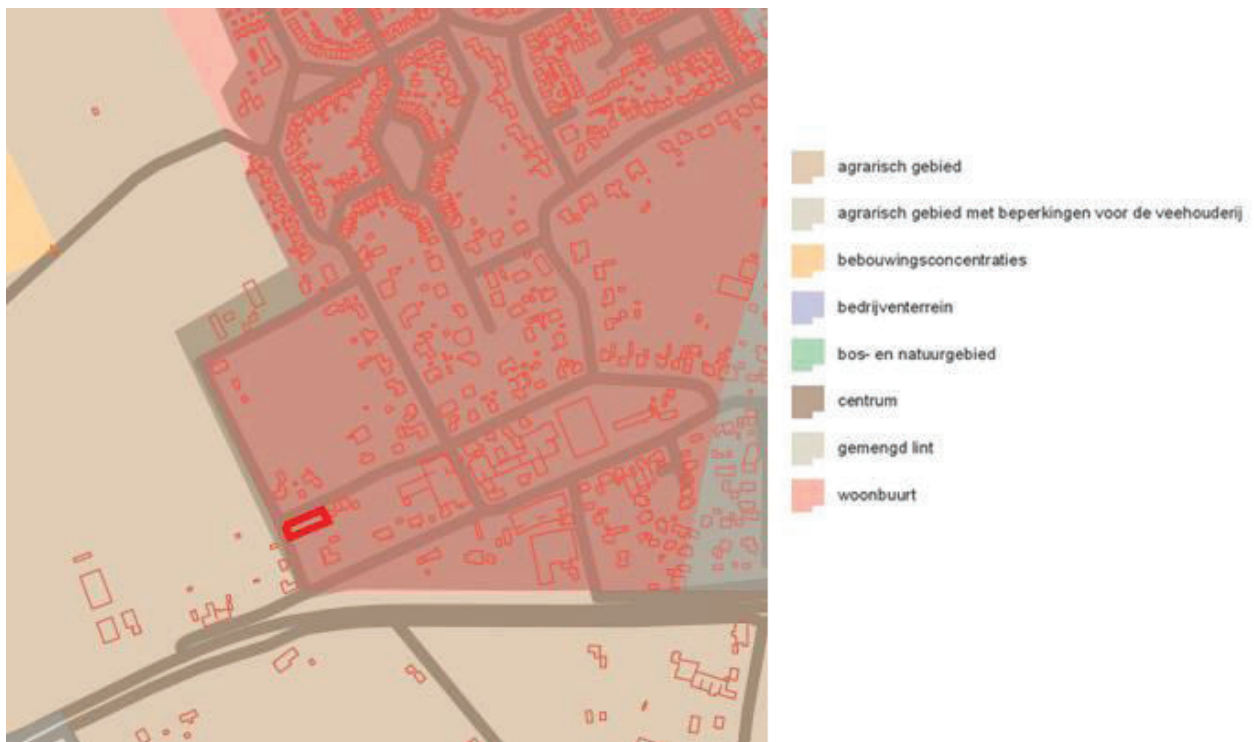 agrarisch gebied
agrarisch gebied met beperkingen voor de veehouderij
bebouwingsconcentraties
bedrijventerrein
bos- en natuurgebied
centrum
gemengd lint
woonbuurt